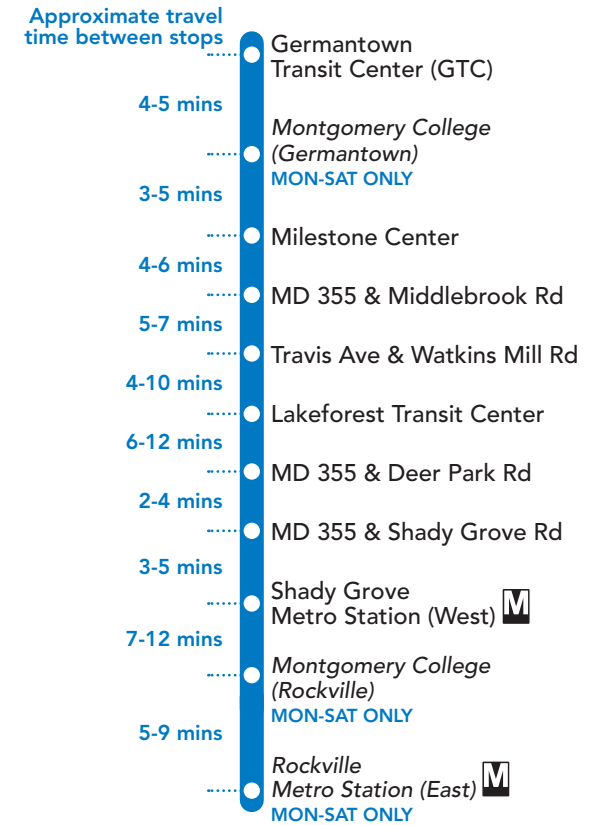 Approximate travel
time between stops
Germantown
Transit Center (GTC)
4-5 mins
Montgomery College
(Germantown)
MON-SAT ONLY
3-5 mins
Milestone Center
4-6 mins
MD 355 & Middlebrook Rd
5-7 mins
Travis Ave & Watkins Mill Rd
4-10 mins
Lakeforest Transit Center
6-12 mins
MD 355 & Deer Park Rd
2-4 mins
MD 355 & Shady Grove Rd
3-5 mins
Shady Grove
Metro Station (West) M
7-12 mins
Montgomery College
(Rockville)
MON-SAT ONLY
5-9 mins
Rockville
Metro Station (East) M
MON-SAT ONLY